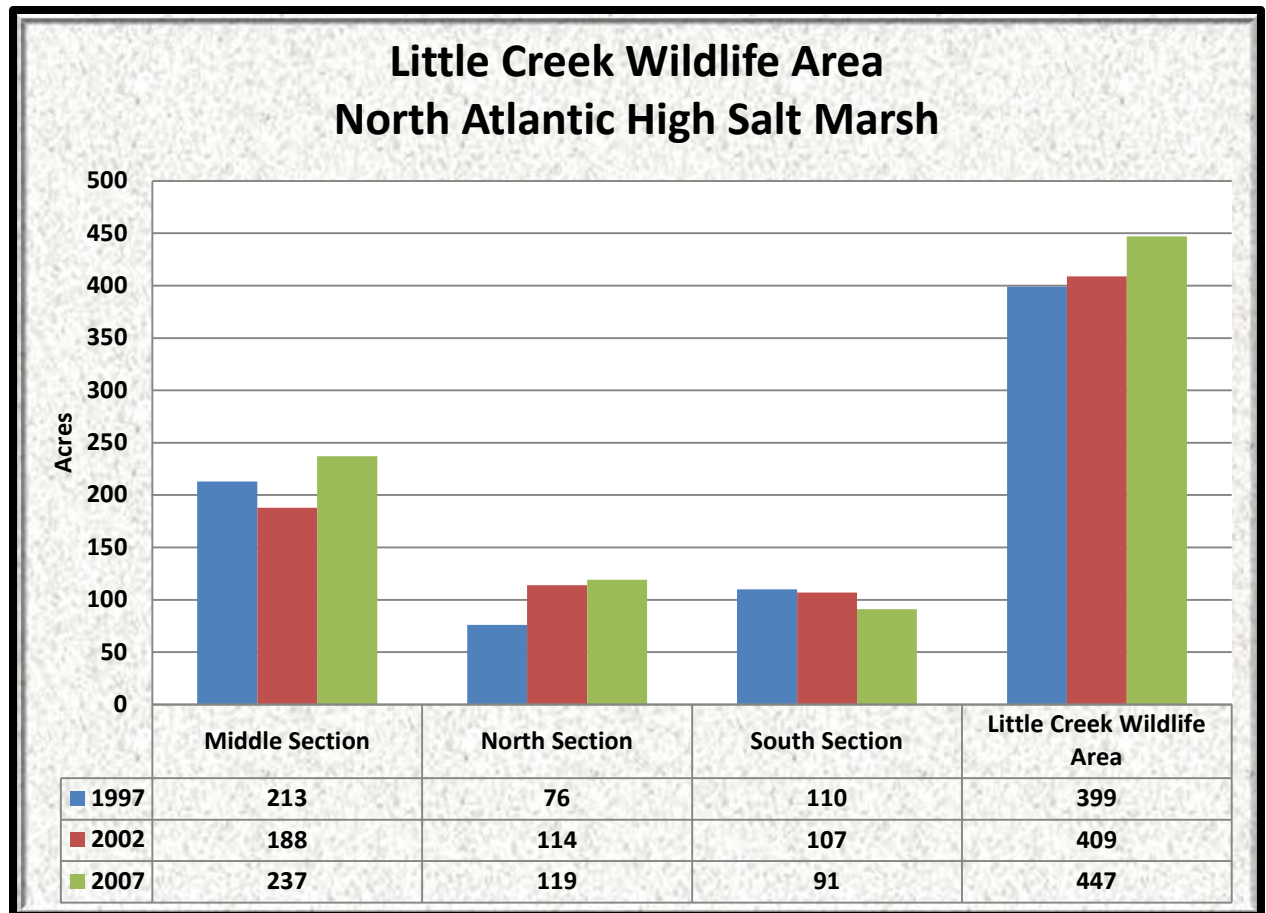 Little Creek Wildlife Area
North Atlantic High Salt Marsh
500
450
400
350
300
250
200
150
100
50
0
Acres
Middle Section North Section South Section Little Creek Wildlife
Area
1997 213 76 110 399
2002 188 114 107 409
2007 237 119 91 447